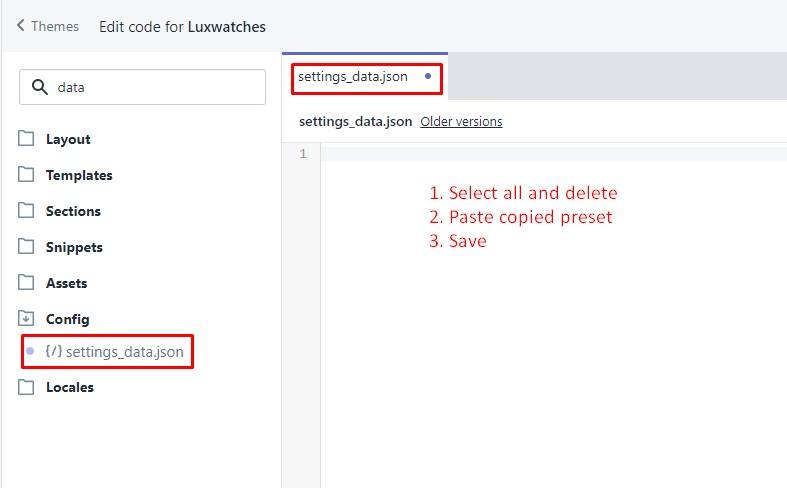 Themes
Edit code for Luxwatches
data
Layout
Templates
Sections
Snippets
Assets
Config
{/} settings_data.json
Locales
settings_data.json
settings_data.json Older versions
1
1. Select all and delete
2. Paste copied preset
3. Save